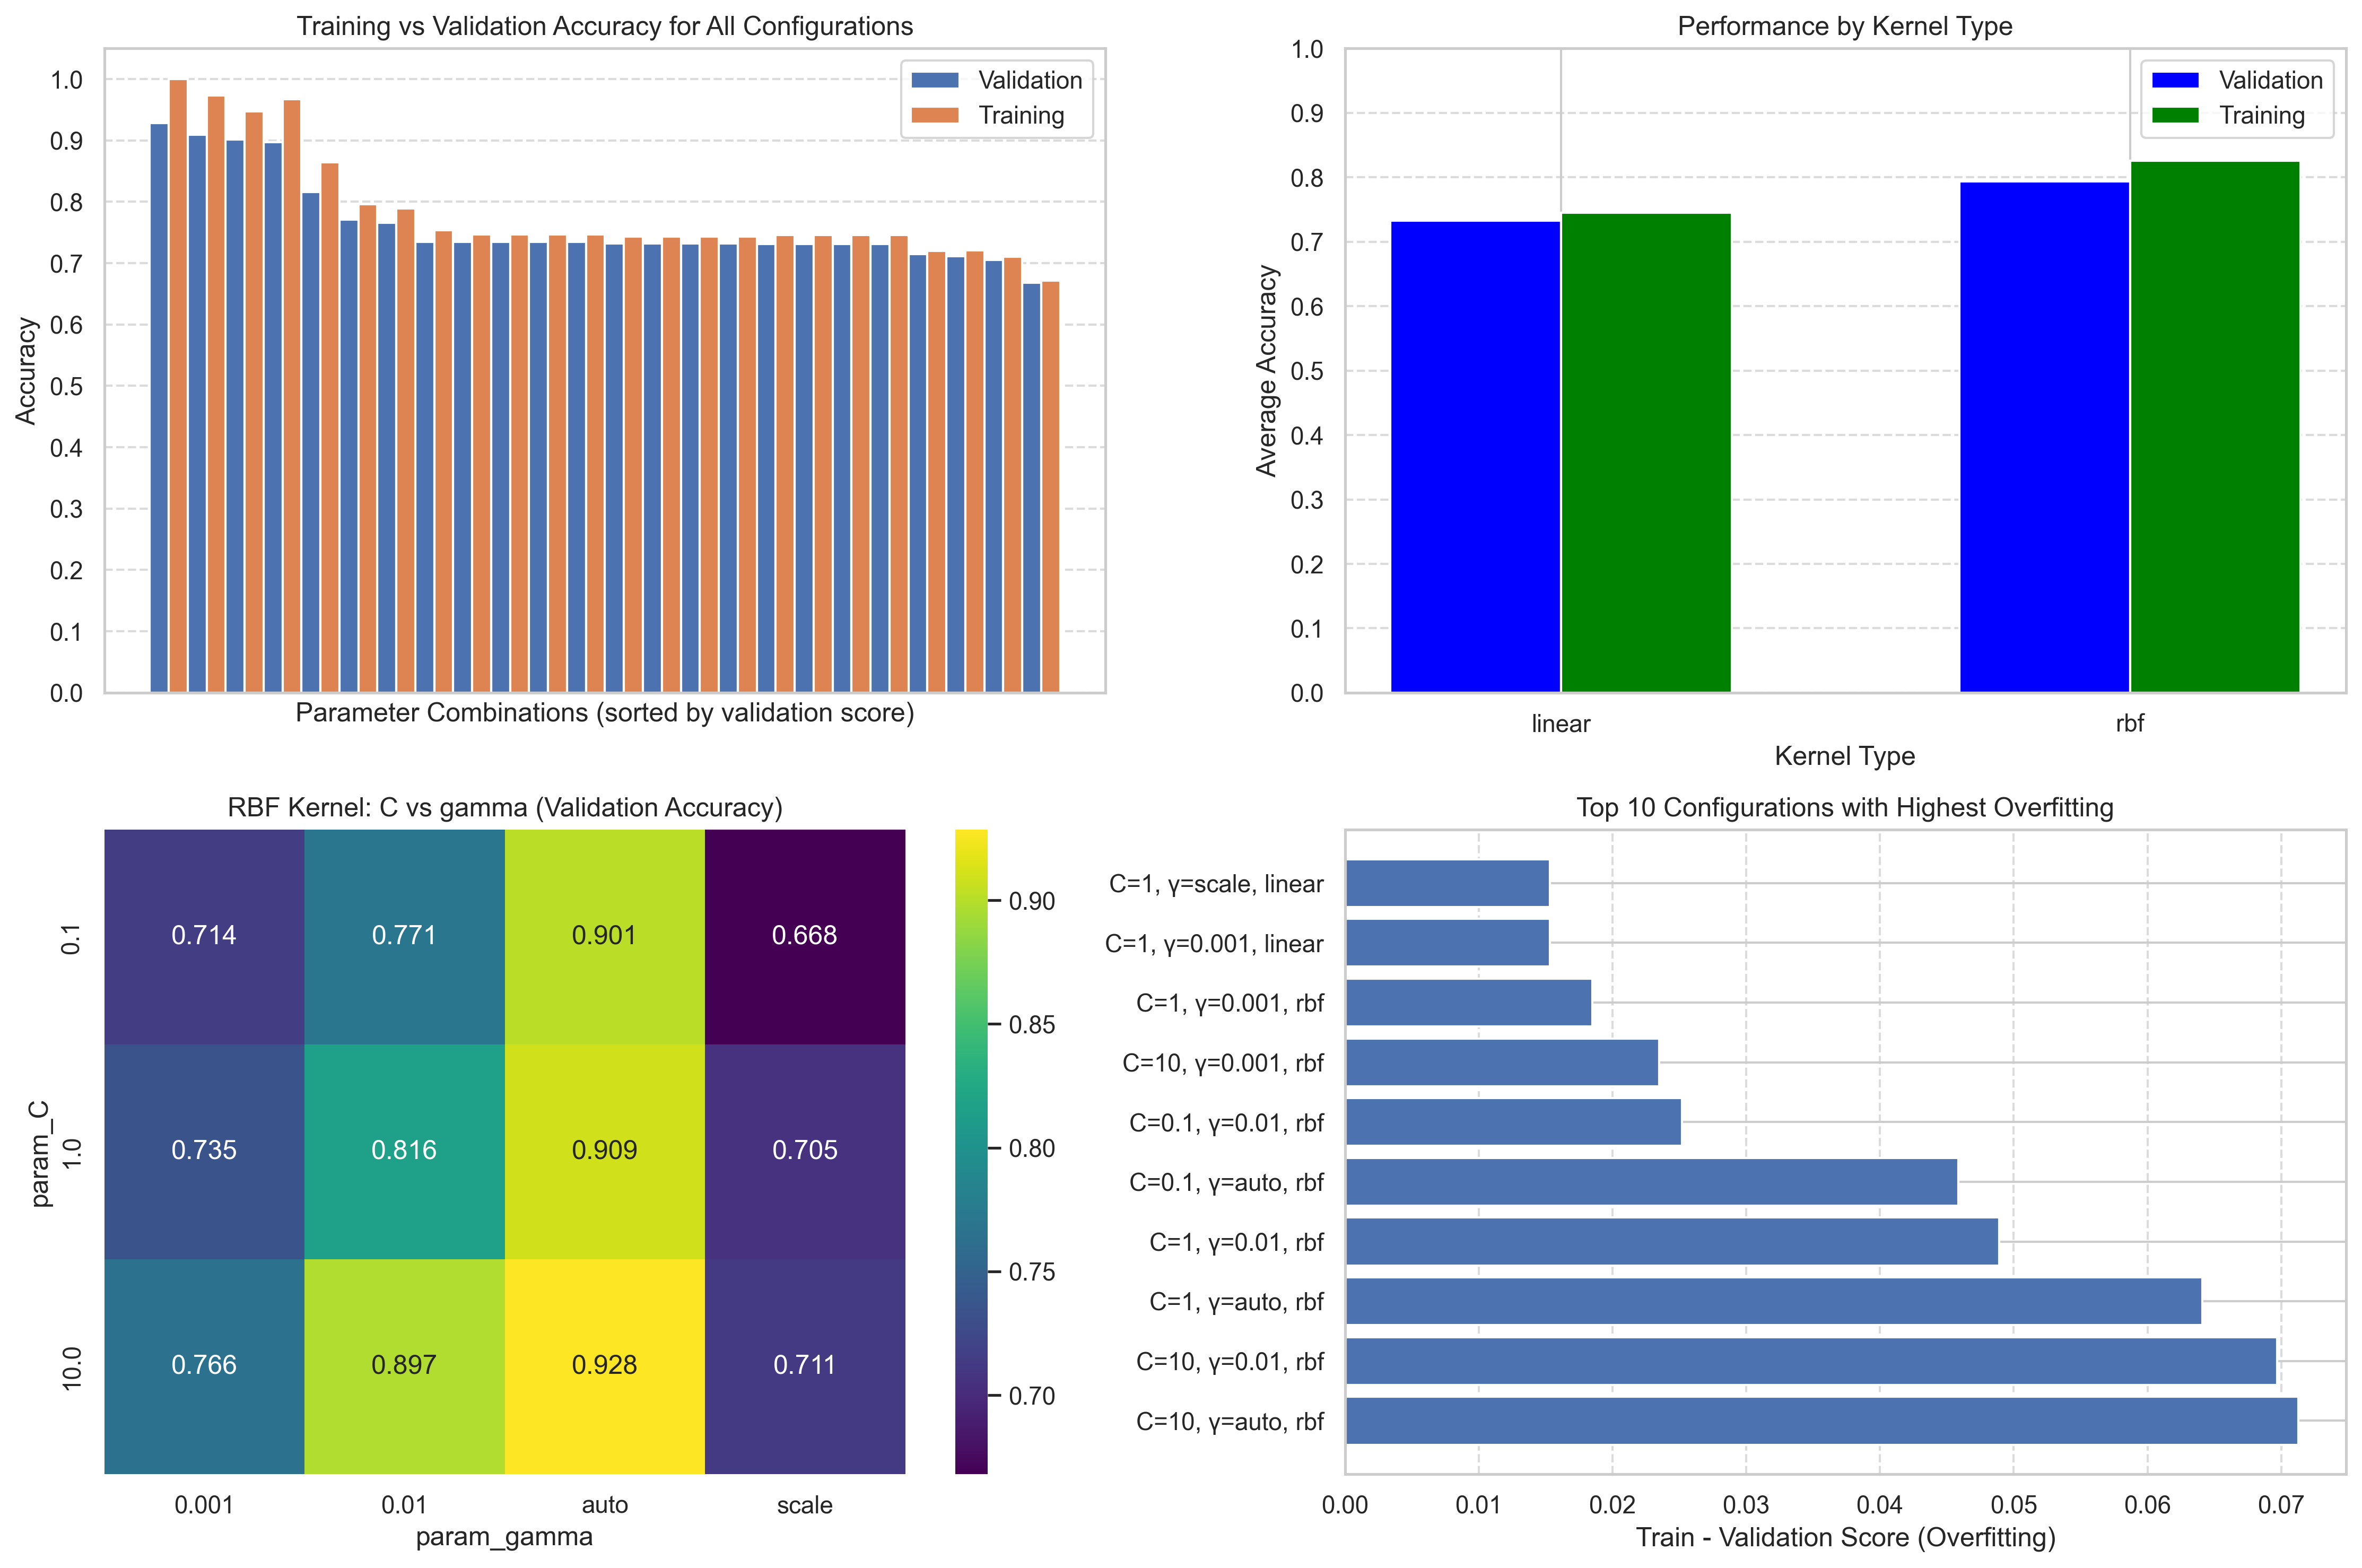 Training vs Validation Accuracy for All Configurations
Validation
Training
1.0
0.9
0.8
0.7
0.6
0.5
0.4
0.3
0.2
0.1
0.0
Accuracy
Parameter Combinations (sorted by validation score)
Performance by Kernel Type
Validation
Training
1.0
0.9
0.8
0.7
0.6
0.5
0.4
0.3
0.2
0.1
0.0
Average Accuracy
linear rbf
Kernel Type
RBF Kernel: C vs gamma (Validation Accuracy)
param_C
0.1 0.714 0.771 0.901 0.668
1.0 0.735 0.816 0.909 0.705
10.0 0.766 0.897 0.928 0.711
0.001 0.01 auto scale
param_gamma
0.90
0.85
0.80
0.75
0.70
Top 10 Configurations with Highest Overfitting
C=1, γ=scale, linear
C=1, γ=0.001, linear
C=1, γ=0.001, rbf
C=10, γ=0.001, rbf
C=0.1, γ=0.01, rbf
C=0.1, γ=auto, rbf
C=1, γ=0.01, rbf
C=1, γ=auto, rbf
C=10, γ=0.01, rbf
C=10, γ=auto, rbf
0.00 0.01 0.02 0.03 0.04 0.05 0.06 0.07
Train - Validation Score (Overfitting)